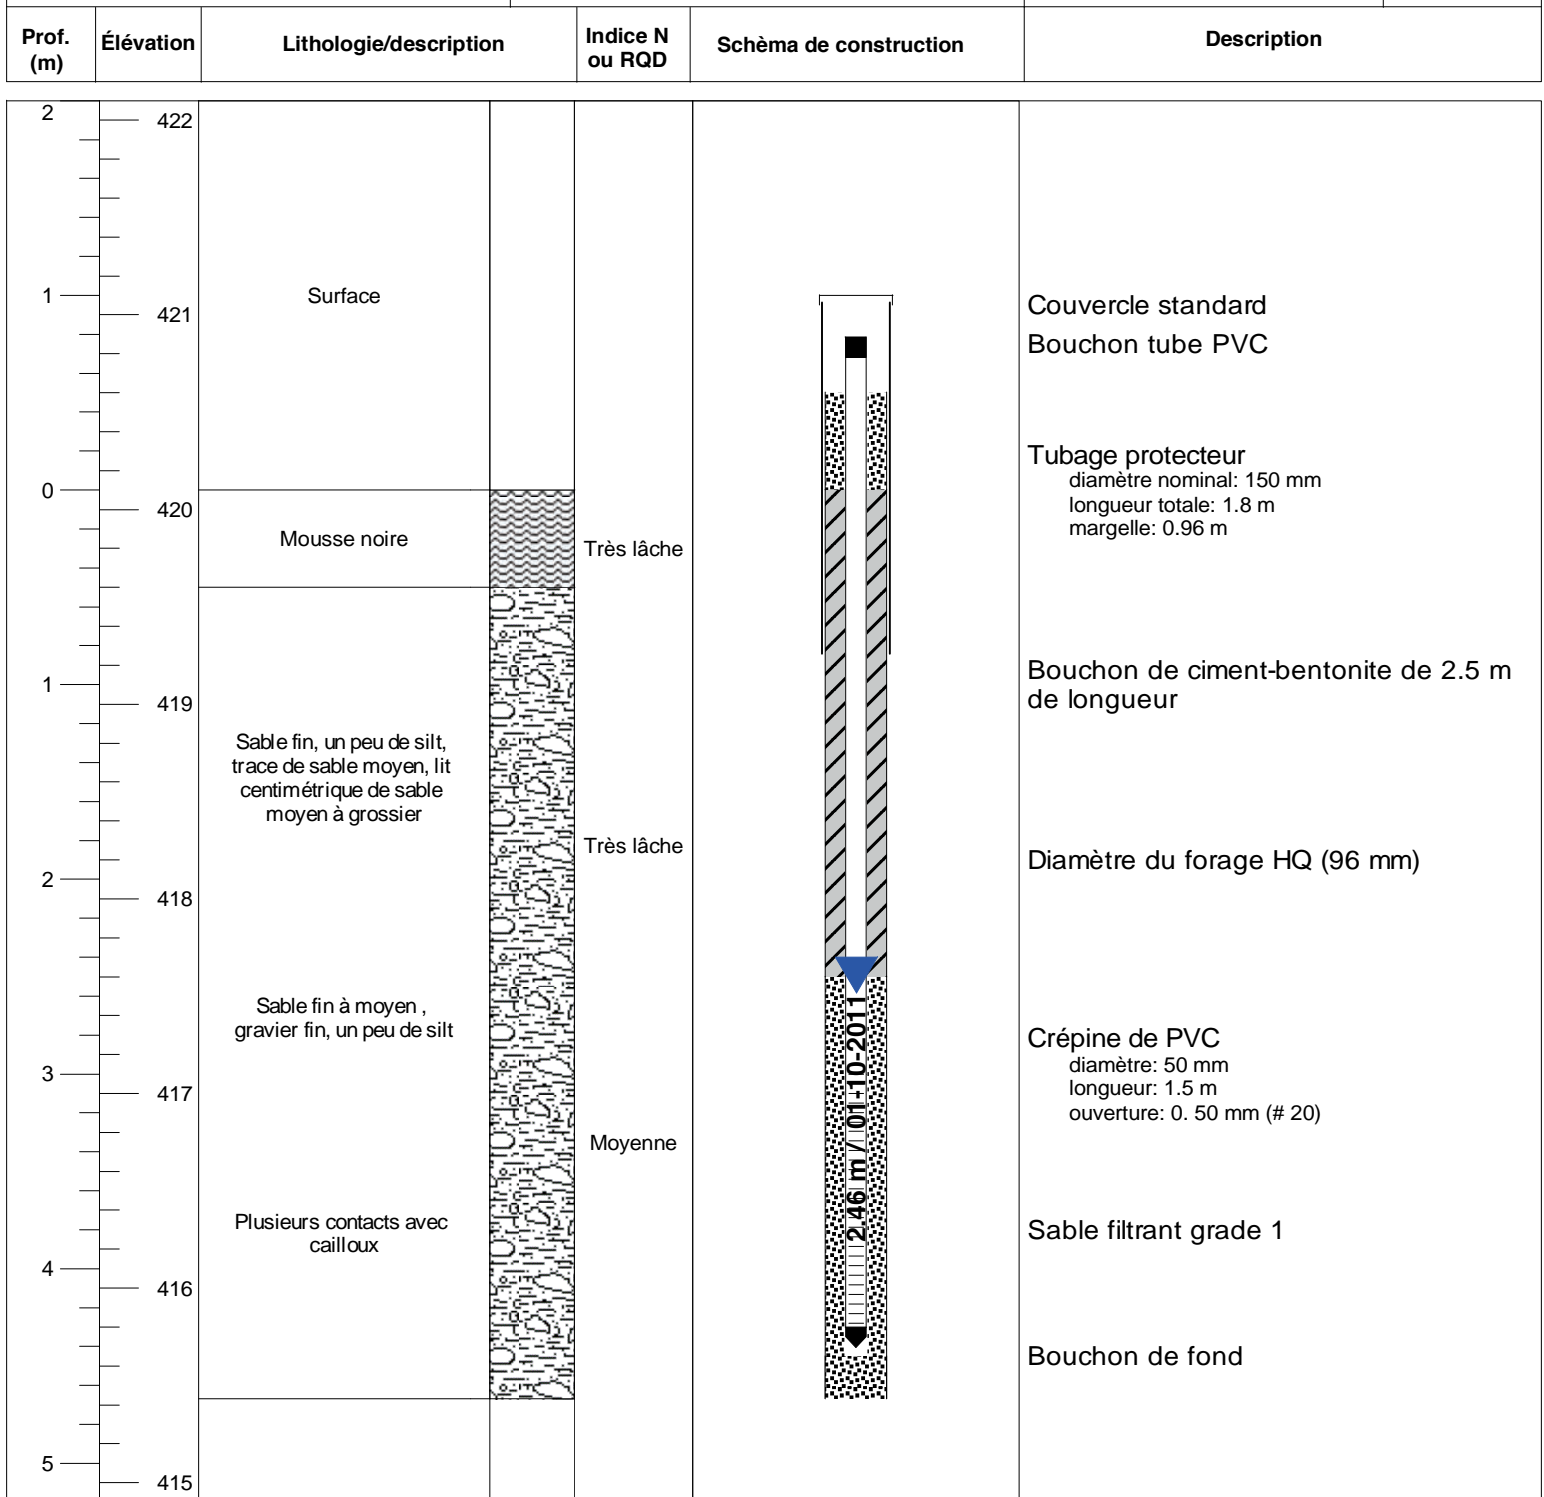 Prof.
(m)
Élévation
Lithologie/description
Indice N
ou RQD
Schèma de construction
Description
2
422
1
421
Surface
Couvercle standard
Bouchon tube PVC
Tubage protecteur
diamètre nominal: 150 mm
longueur totale: 1.8 m
margelle: 0.96 m
0
420
Mousse noire
Très lâche
1
419
Bouchon de ciment-bentonite de 2.5 m
de longueur
Sable fin, un peu de silt,
trace de sable moyen, lit
centimétrique de sable
moyen à grossier
Très lâche
2
418
Diamètre du forage HQ (96 mm)
Sable fin à moyen ,
gravier fin, un peu de silt
2.46 m / 01-10-2011
Crépine de PVC
diamètre: 50 mm
longueur: 1.5 m
ouverture: 0. 50 mm (# 20)
3
417
Moyenne
Plusieurs contacts avec
cailloux
Sable filtrant grade 1
4
416
Bouchon de fond
5
415